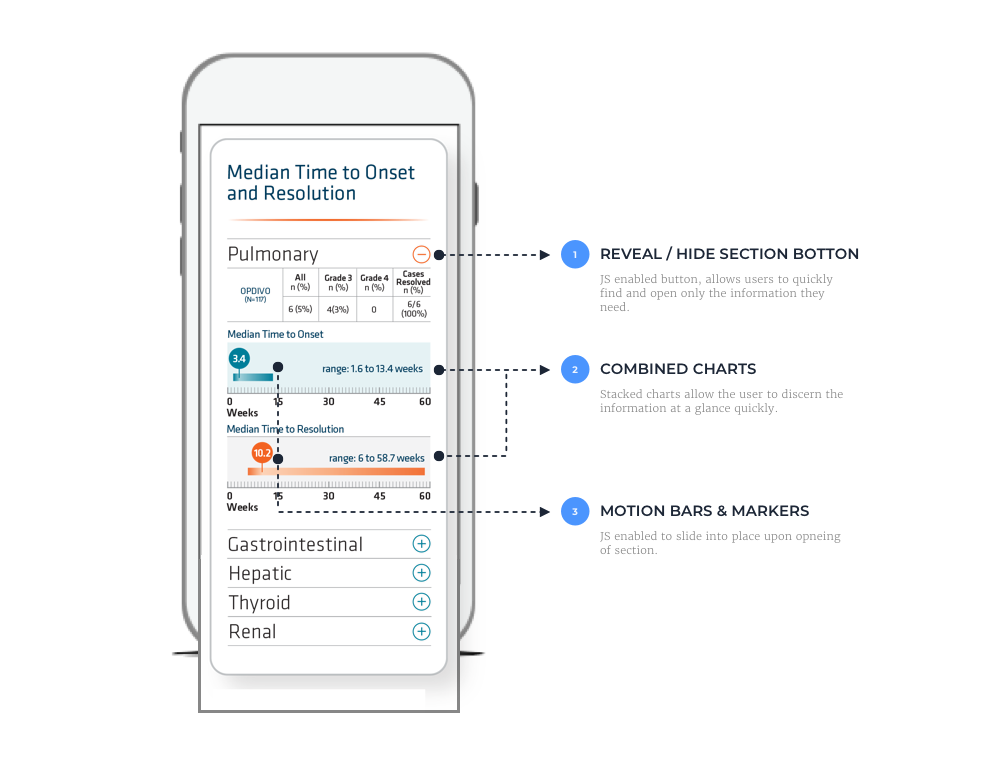 Median Time to Onset
and Resolution
Pulmonary
All
n (%)
Grade 3
n (%)
Grade 4
n (%)
Cases
Resolved
n (%)
OPDIVO
(N=117)
6 (5%)
4(3%)
0
6/6
(100%)
Median Time to Onset
3.4
range: 1.6 to 13.4 weeks
0 15 30 45 60
Weeks
Median Time to Resolution
10.2
range: 6 to 58.7 weeks
0 15 30 45 60
Weeks
Gastrointestinal
Hepatic
Thyroid
Renal
1
REVEAL / HIDE SECTION BOTTON
JS enabled button, allows users to quickly
find and open only the information they
need.
2
COMBINED CHARTS
Stacked charts allow the user to discern the
information at a glance quickly.
3
MOTION BARS & MARKERS
JS enabled to slide into place upon opneing
of section.